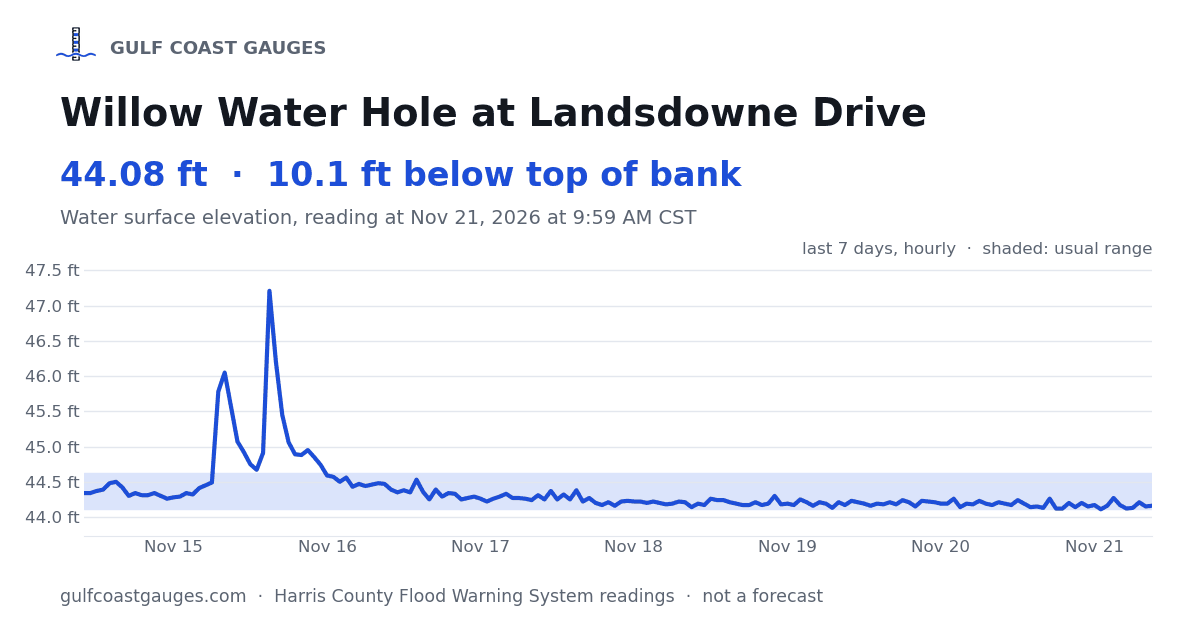 GULF COAST GAUGES
Willow Water Hole at Landsdowne Drive
44.08 ft · 10.1 ft below top of bank
Water surface elevation, reading at Nov 21, 2026 at 9:59 AM CST
last 7 days, hourly · shaded: usual range
47.5 ft
47.0 ft
46.5 ft
46.0 ft
45.5 ft
45.0 ft
44.5 ft
44.0 ft
Nov 15 Nov 16 Nov 17 Nov 18 Nov 19 Nov 20 Nov 21
gulfcoastgauges.com · Harris County Flood Warning System readings · not a forecast